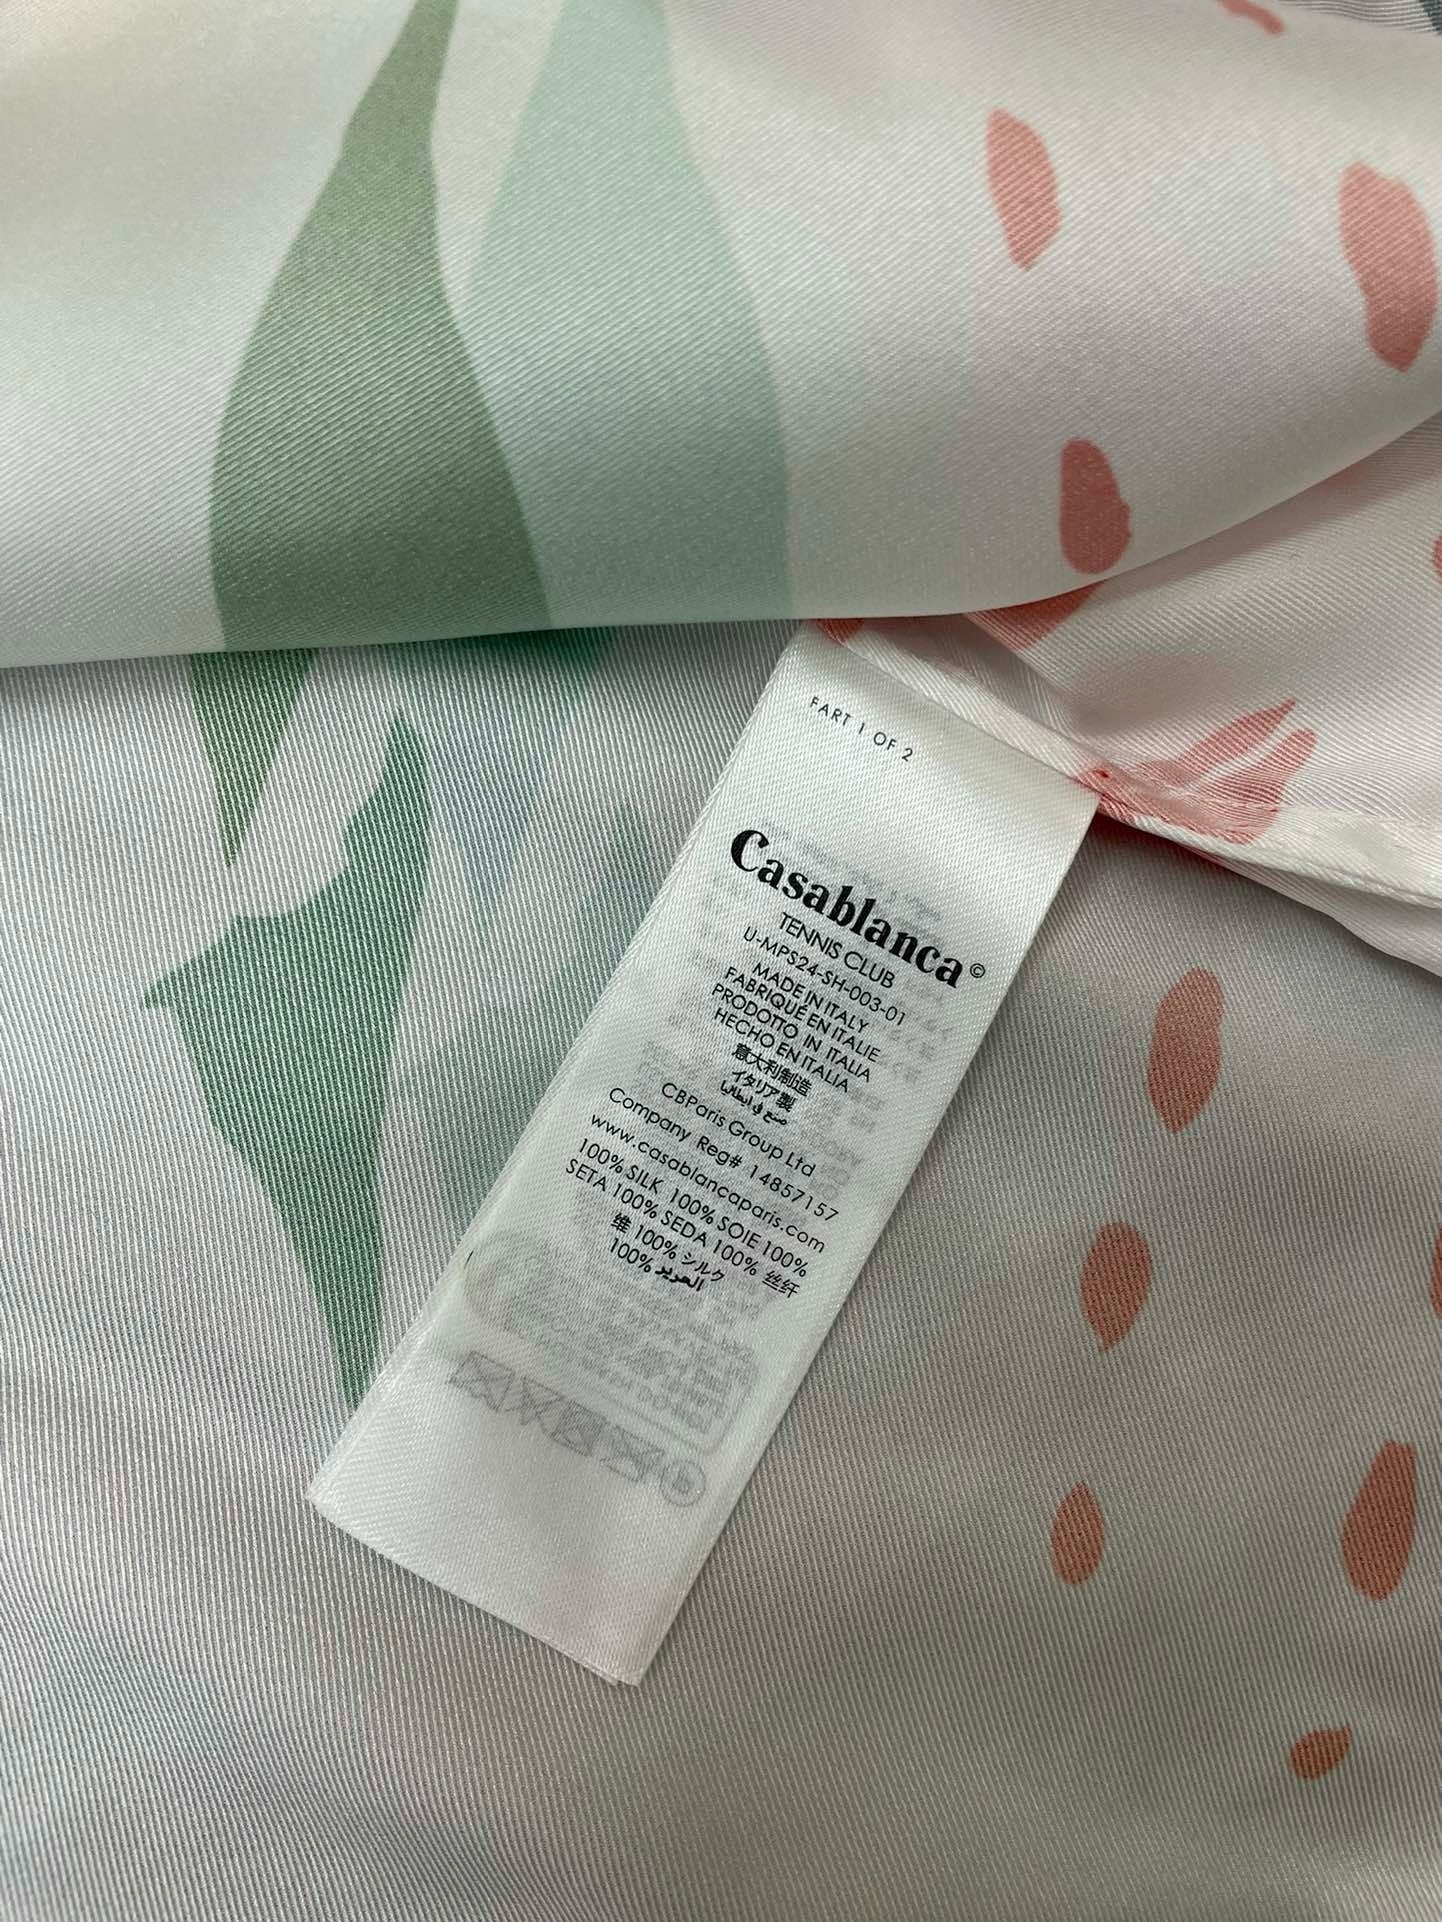 FART 1 OF 2
Casablanca©
TENNIS CLUB
U-MPS24-SH-003-01
MADE IN ITALY
FABRIQUÉ EN ITALIE
PRODOTTO IN ITALIA
HECHO EN ITALIA
意大利制造
イタリア製
صنع في ايطاليا
CBParis Group Ltd
Company Reg# 14857157
www.casablancaparis.com
100% SILK 100% SOIE 100%
SETA 100% SEDA 100% 丝纤
维 100% シルク
100% الحرير